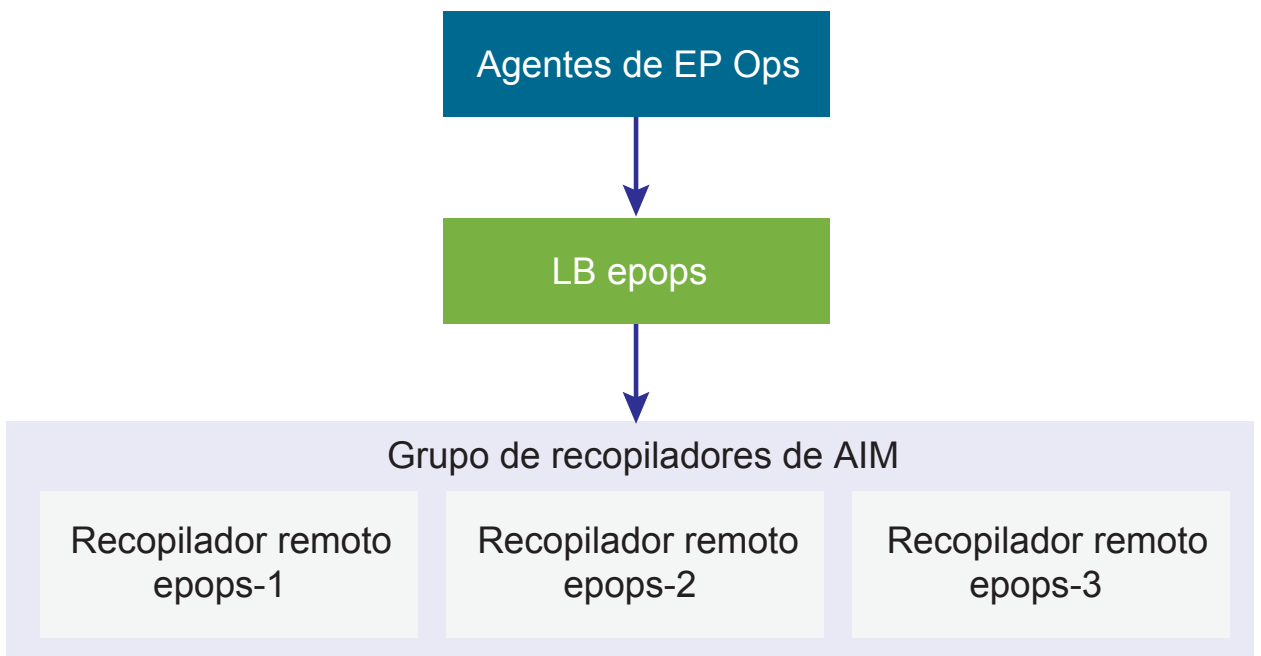 Agentes de EP Ops
LB epops
Grupo de recopiladores de AIM
Recopilador remoto
epops-1
Recopilador remoto
epops-2
Recopilador remoto
epops-3